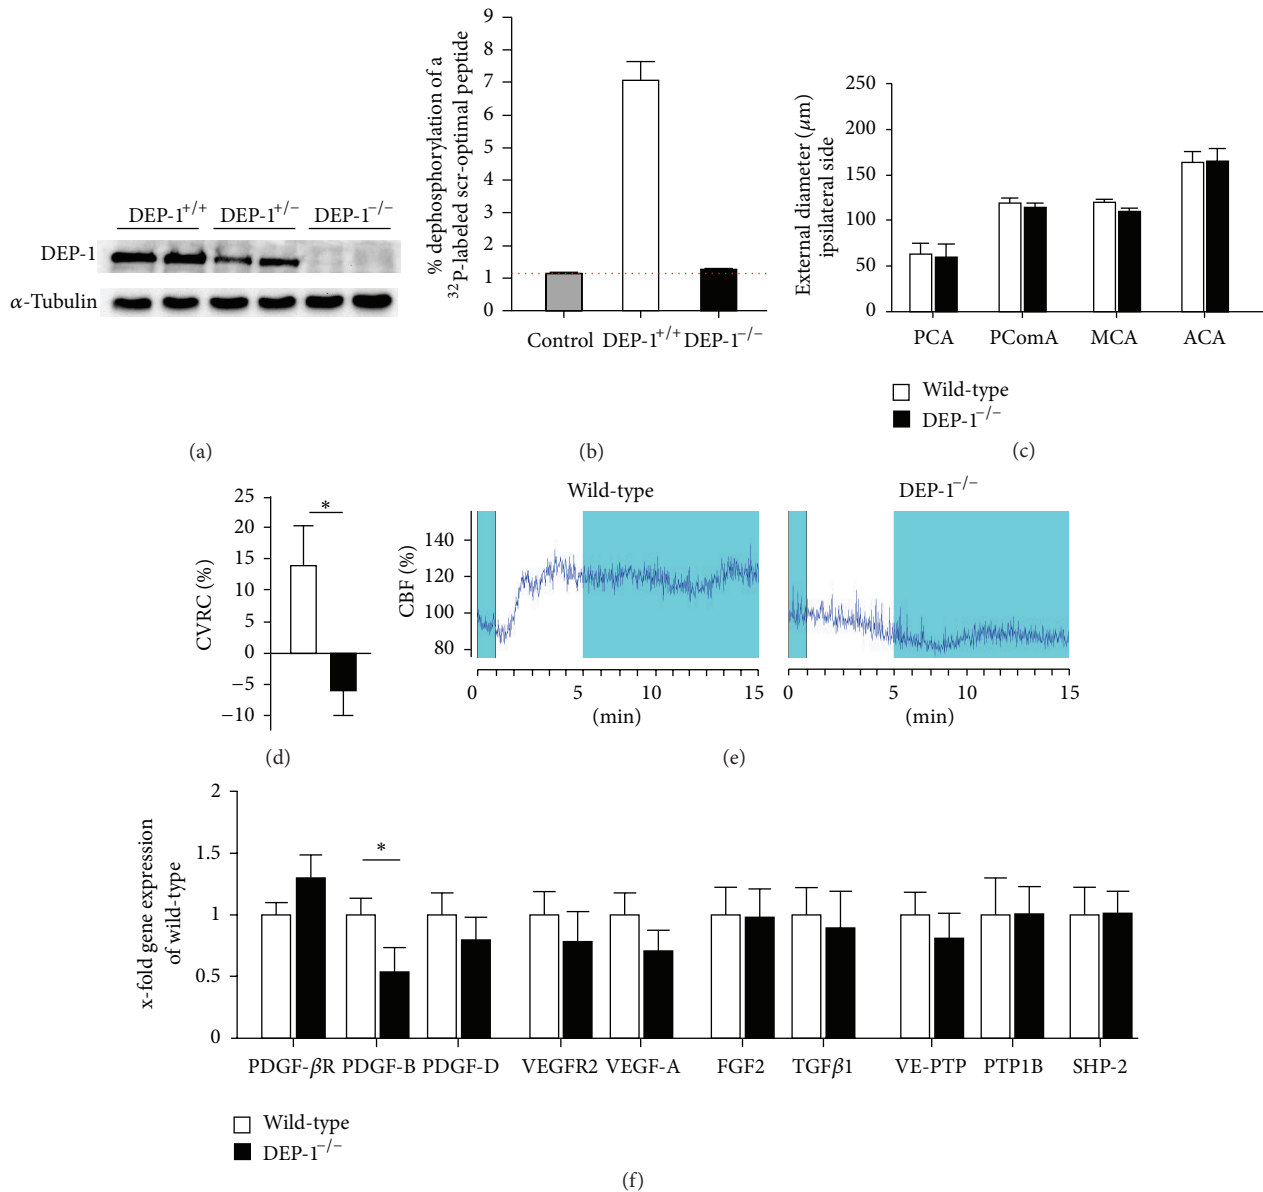 DEP-1+/+ DEP-1+/− DEP-1−/−
DEP-1
α-Tubulin
(a)
% dephosphorylation of a
32P-labeled scr-optimal peptide
9
8
7
6
5
4
3
2
1
0
Control DEP-1+/+ DEP-1−/−
(b)
External diameter (μm)
ipsilateral side
250
200
150
100
50
0
PCA PComA MCA ACA
Wild-type
DEP-1−/−
(c)
CVRC (%)
25
20
15
10
5
0
−5
−10
*
(d)
Wild-type DEP-1−/−
CBF (%)
140
120
100
80
0 5 10 15
(min)
0 5 10 15
(min)
(e)
x-fold gene expression
of wild-type
2
1.5
1
0.5
0
*
PDGF-βR PDGF-B PDGF-D VEGFR2 VEGF-A FGF2 TGFβ1 VE-PTP PTP1B SHP-2
Wild-type
DEP-1−/−
(f)